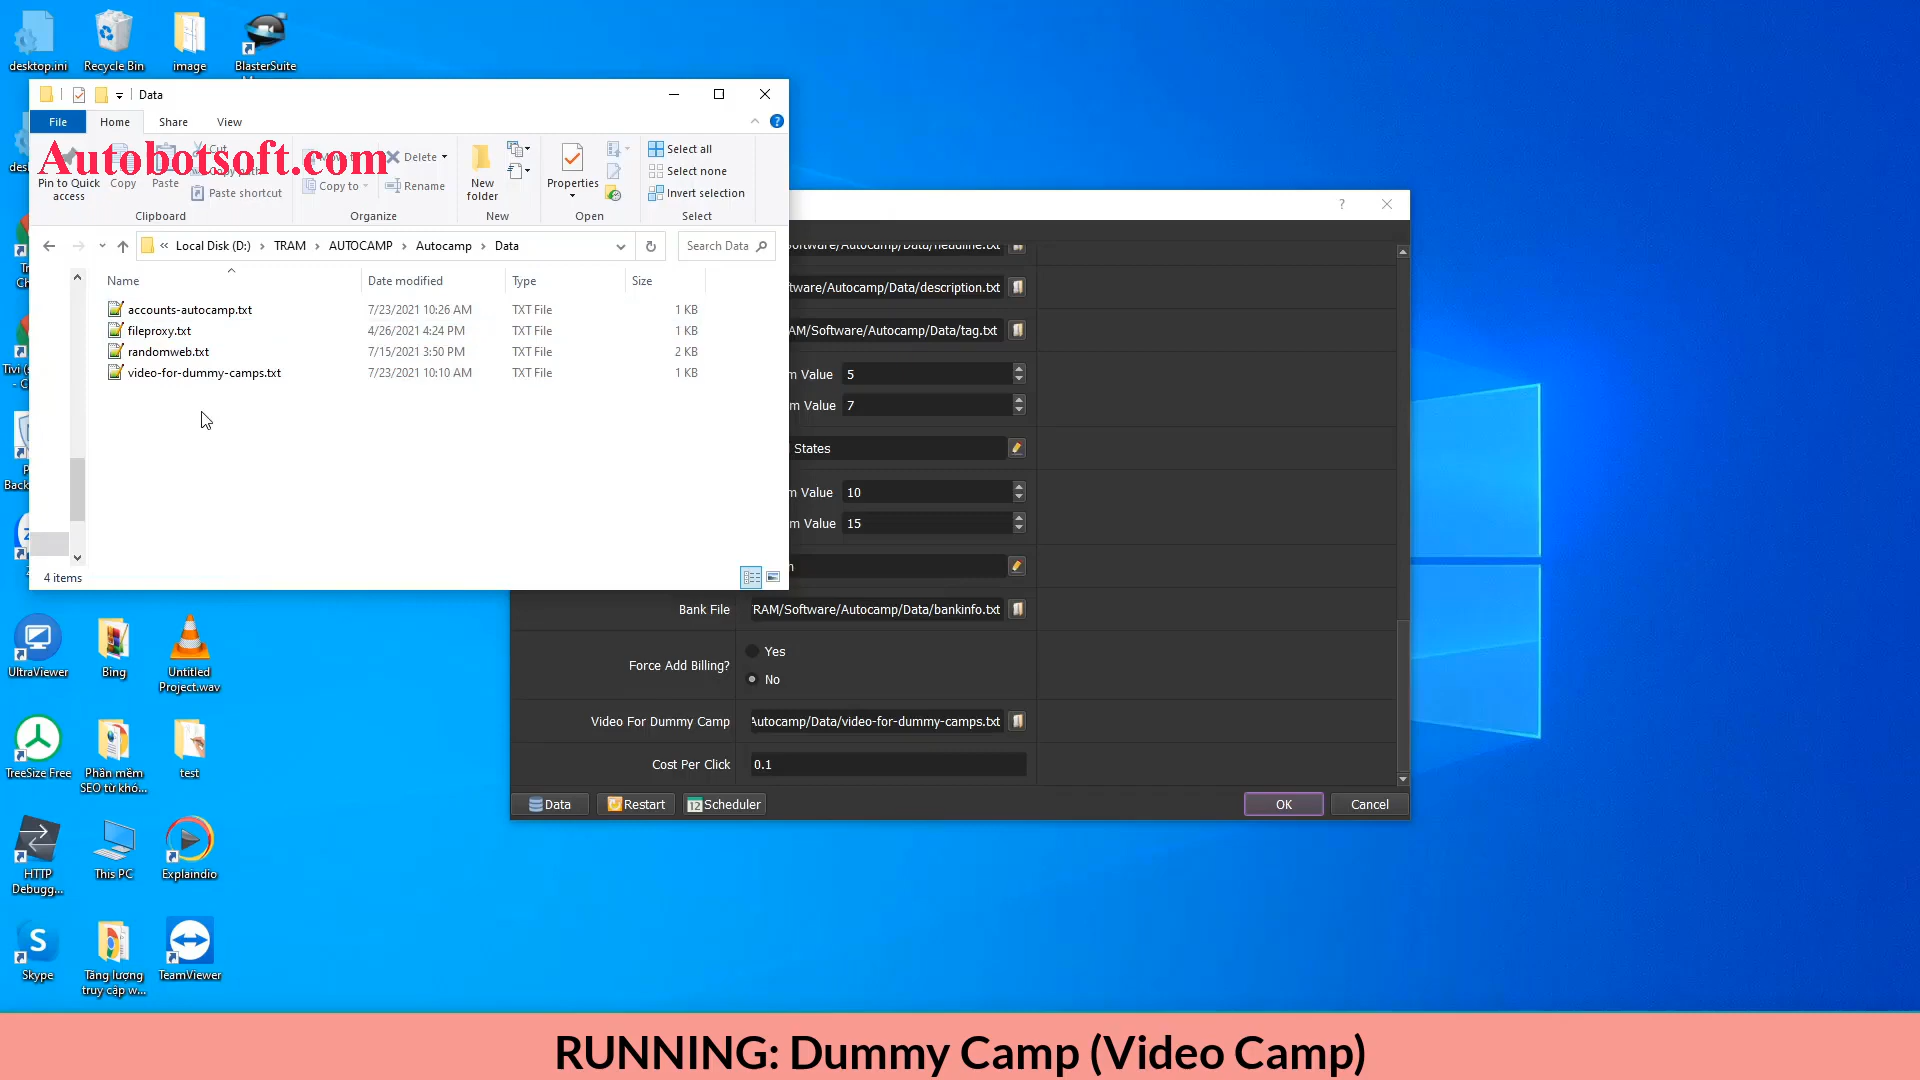 desktop.ini
Recycle Bin
image
BlasterSuite
Data
File
Home
Share
View
Autobotsoft.com
Pin to Quick
access
Copy
Paste
Cut
Paste shortcut
Copy to
Delete
Rename
New
folder
Properties
Select all
Select none
Invert selection
Clipboard
Organize
New
Open
Select
« Local Disk (D:) > TRAM > AUTOCAMP > Autocamp > Data
Search Data
Name
Date modified
Type
Size
accounts-autocamp.txt 7/23/2021 10:26 AM TXT File 1 KB
fileproxy.txt 4/26/2021 4:24 PM TXT File 1 KB
randomweb.txt 7/15/2021 3:50 PM TXT File 2 KB
video-for-dummy-camps.txt 7/23/2021 10:10 AM TXT File 1 KB
4 items
?
tware/Autocamp/Data/description.txt
AM/Software/Autocamp/Data/tag.txt
m Value 5
m Value 7
States
m Value 10
m Value 15
Bank File
RAM/Software/Autocamp/Data/bankinfo.txt
Force Add Billing?
Yes
No
Video For Dummy Camp
Autocamp/Data/video-for-dummy-camps.txt
Cost Per Click
0.1
Data
Restart
12 Scheduler
OK
Cancel
UltraViewer
Bing
Untitled
Project.wav
TreeSize Free
Phần mềm
SEO từ khó...
test
HTTP
Debugg...
This PC
Explaindio
Skype
Tăng lượng
truy cập w...
TeamViewer
RUNNING: Dummy Camp (Video Camp)